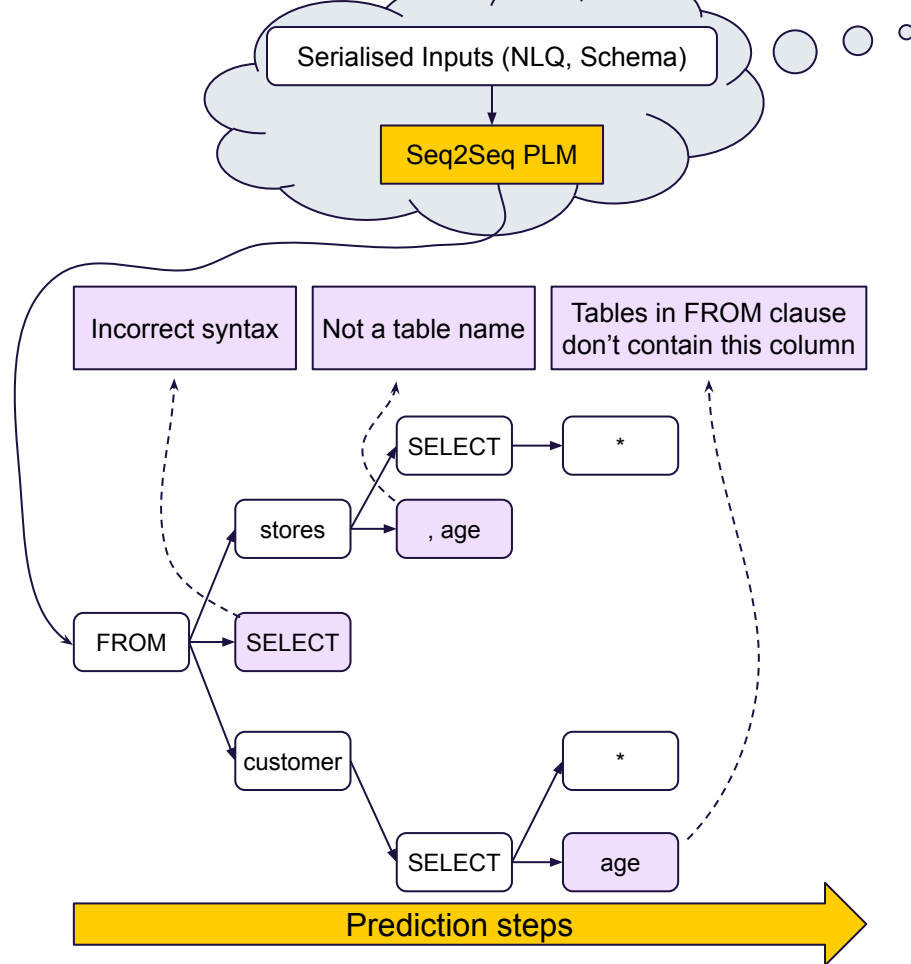 Serialised Inputs (NLQ, Schema)
Seq2Seq PLM
Incorrect syntax
Not a table name
Tables in FROM clause
don't contain this column
SELECT
*
stores
, age
FROM
SELECT
customer
*
SELECT
age
Prediction steps